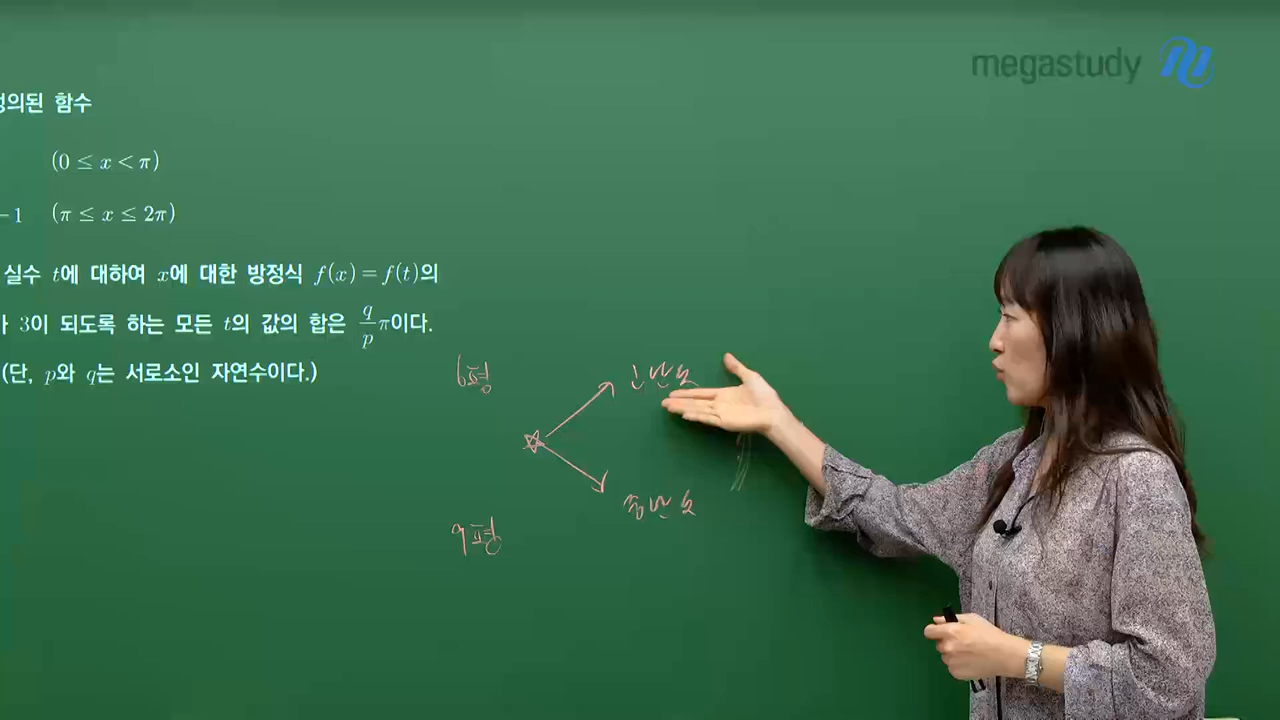 megastudy
정의된 함수
(0 ≤ x < π)
−1 (π ≤ x ≤ 2π)
실수 t에 대하여 x에 대한 방정식 f(x) = f(t)의
3이 되도록 하는 모든 t의 값의 합은 q/p π이다.
(단, p와 q는 서로소인 자연수이다.)
6평
9평